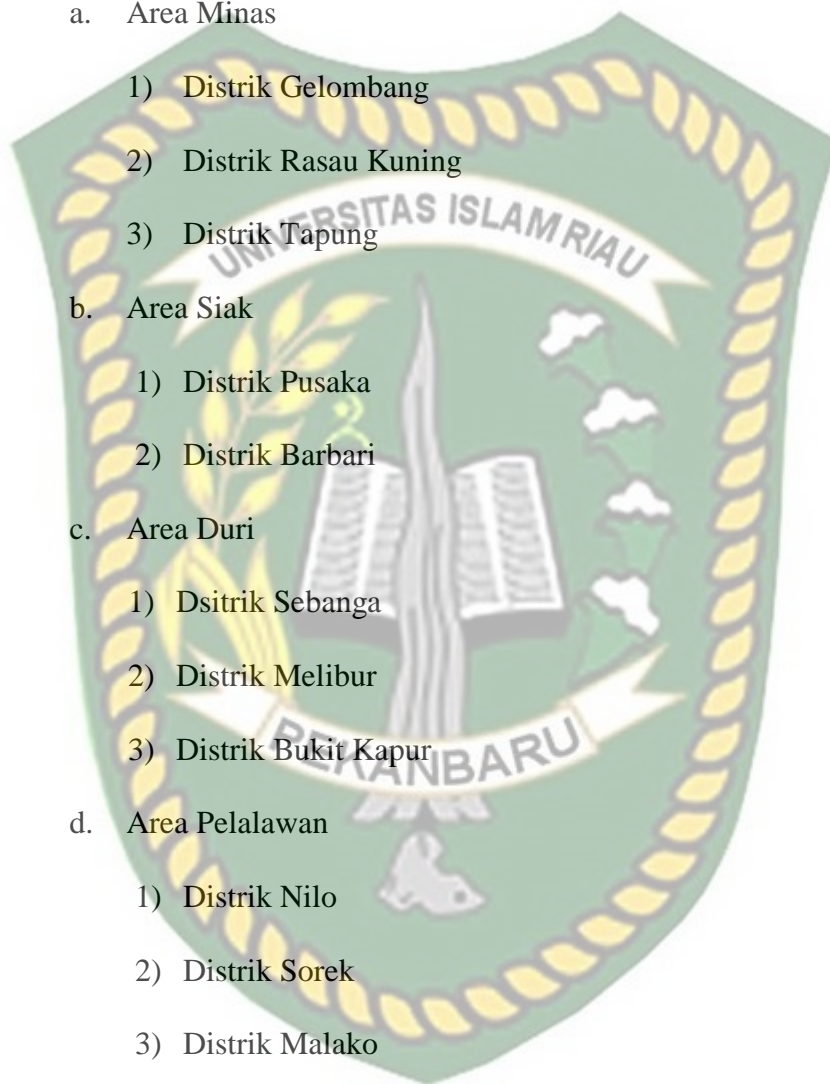 a. Area Minas
1) Distrik Gelombang
2) Distrik Rasau Kuning
UNIVERSITAS ISLAM RIAU
3) Distrik Tapung
b. Area Siak
1) Distrik Pusaka
2) Distrik Barbari
c. Area Duri
1) Dsitrik Sebanga
2) Distrik Melibur
3) Distrik Bukit Kapur
PEKANBARU
d. Area Pelalawan
1) Distrik Nilo
2) Distrik Sorek
3) Distrik Malako